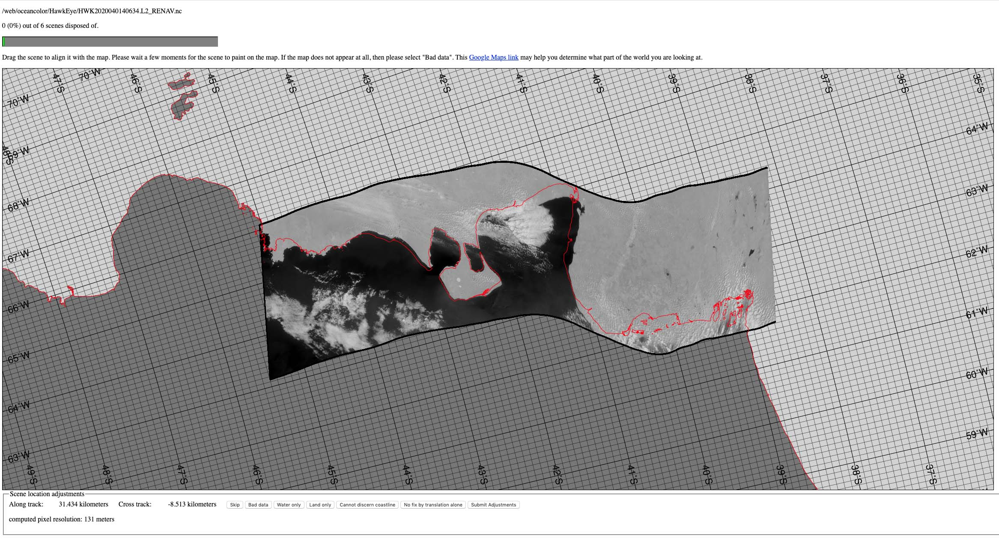 /web/oceancolor/HawkEye/HWK2020040140634.L2_RENAV.nc
0 (0%) out of 6 scenes disposed of.
Drag the scene to align it with the map. Please wait a few moments for the scene to paint on the map. If the map does not appear at all, then please select "Bad data". This Google Maps link may help you determine what part of the world you are looking at.
47°S 70°W 46°S 45°S 44°S 43°S 42°S 41°S 40°S 39°S 38°S 37°S 36°S 35°S
70°W
64°W
48°S
69°W
63°W
68°W
62°W
67°W
61°W
66°W
65°W
60°W
64°W
59°W
63°W
49°S 48°S 47°S 46°S 45°S 44°S 43°S 42°S 41°S 40°S 39°S 38°S 37°S
Scene location adjustments
Along track: 31.434 kilometers Cross track: -8.513 kilometers Skip Bad data Water only Land only Cannot discern coastline No fix by translation alone Submit Adjustments
computed pixel resolution: 131 meters